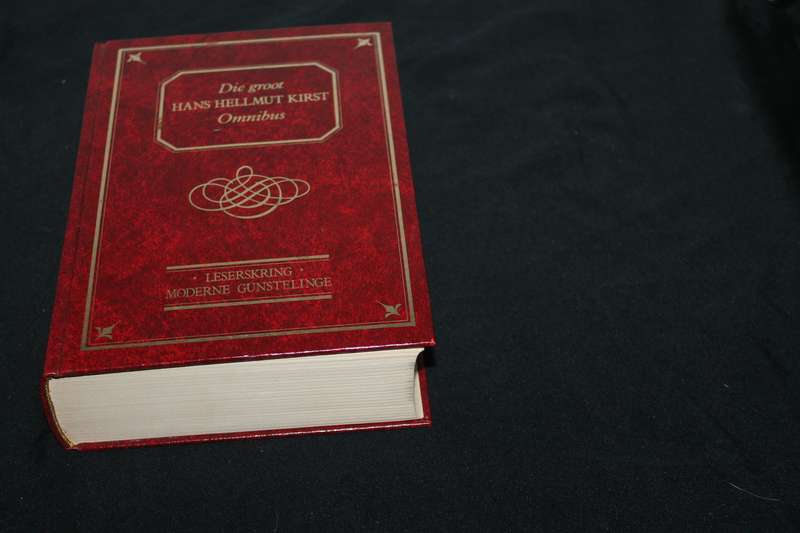 Die groot
HANS HELLMUT KIRST
Omnibus
· LESERSKRING ·
MODERNE GUNSTELINGE